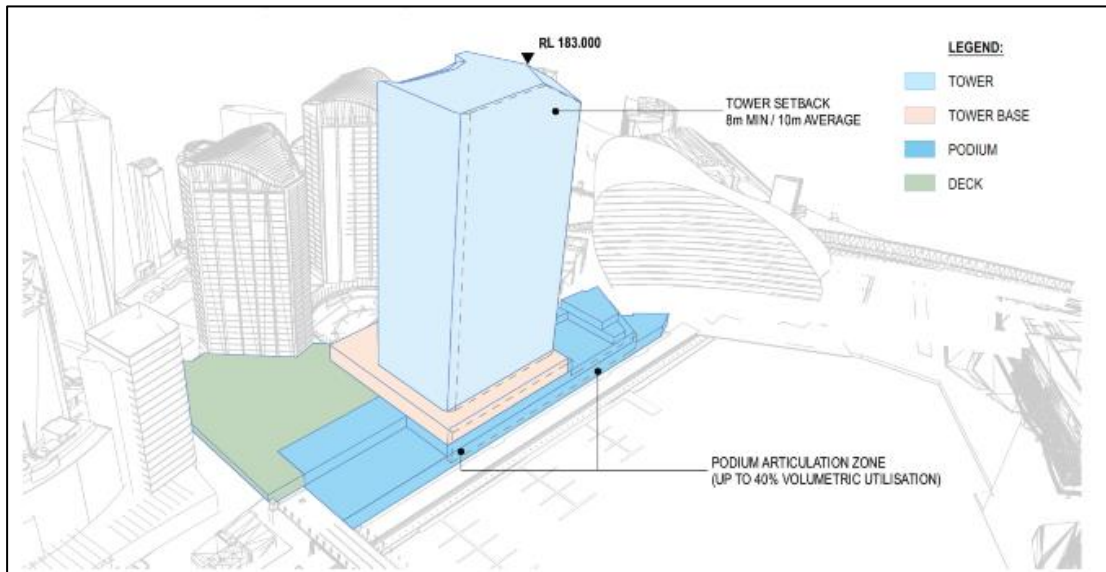 RL 183.000
LEGEND:
TOWER
TOWER BASE
PODIUM
DECK
TOWER SETBACK
8m MIN / 10m AVERAGE
PODIUM ARTICULATION ZONE
(UP TO 40% VOLUMETRIC UTILISATION)